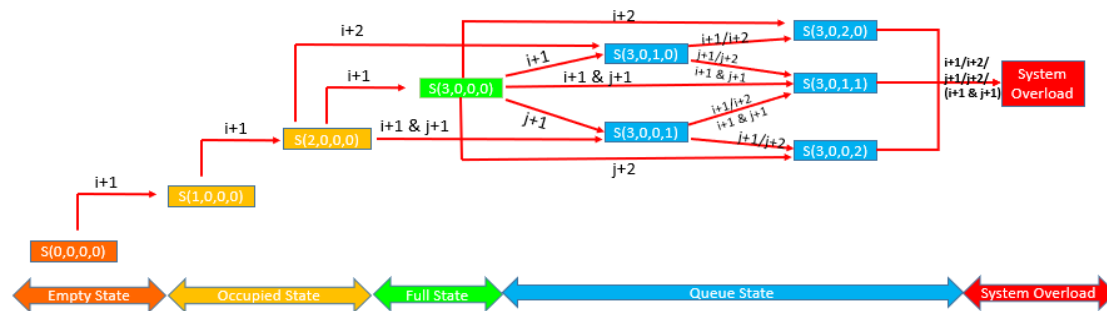 i+2
S(3,0,2,0)
i+2
i+1/i+2
S(3,0,1,0)
j+1/j+2
i+1 & j+1
i+1
i+1
i+1 & j+1
S(3,0,0,0)
S(3,0,1,1)
i+1/i+2/
j+1/j+2/
(i+1 & j+1)
System
Overload
j+1
i+1/i+2
i+1 & j+1
i+1
S(2,0,0,0)
i+1 & j+1
S(3,0,0,1)
j+1/j+2
S(3,0,0,2)
j+2
i+1
S(1,0,0,0)
S(0,0,0,0)
Empty State
Occupied State
Full State
Queue State
System Overload